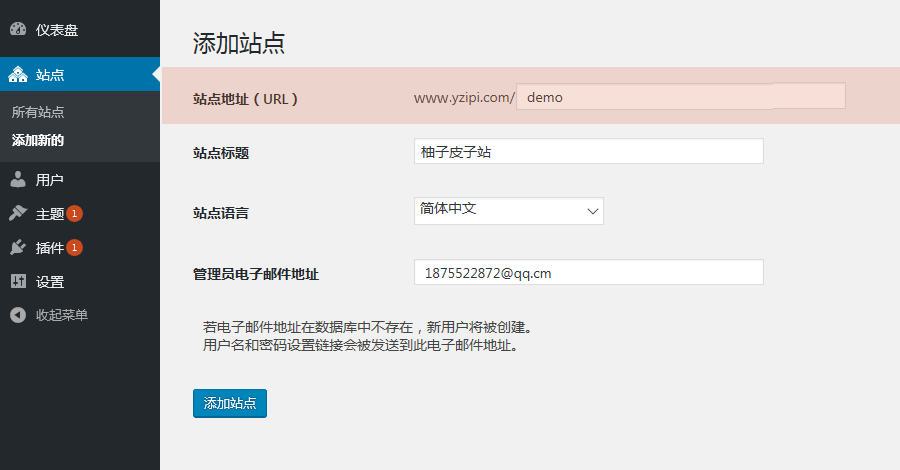 仪表盘
站点
所有站点
添加新的
用户
主题 1
插件 1
设置
收起菜单
添加站点
站点地址（URL） www.yzipi.com/ demo
站点标题 柚子皮子站
站点语言 简体中文
管理员电子邮件地址 1875522872@qq.cm
若电子邮件地址在数据库中不存在，新用户将被创建。
用户名和密码设置链接会被发送到此电子邮件地址。
添加站点